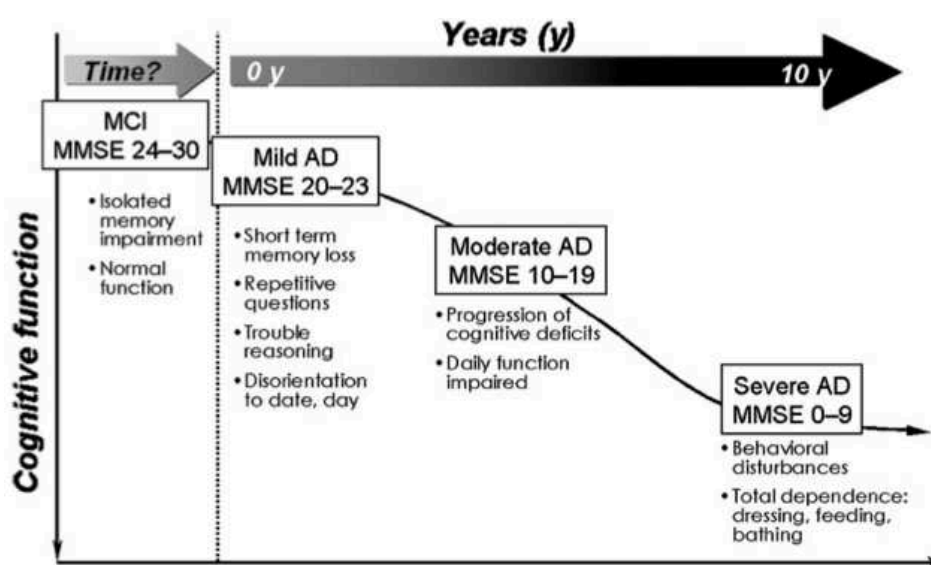 Years (y)
Time?
0 y
10 y
MCI
MMSE 24–30
• Isolated
memory
impairment
• Normal
function
Mild AD
MMSE 20–23
• Short term
memory loss
• Repetitive
questions
• Trouble
reasoning
• Disorientation
to date, day
Moderate AD
MMSE 10–19
• Progression of
cognitive deficits
• Daily function
impaired
Severe AD
MMSE 0–9
• Behavioral
disturbances
• Total dependence:
dressing, feeding,
bathing
Cognitive function